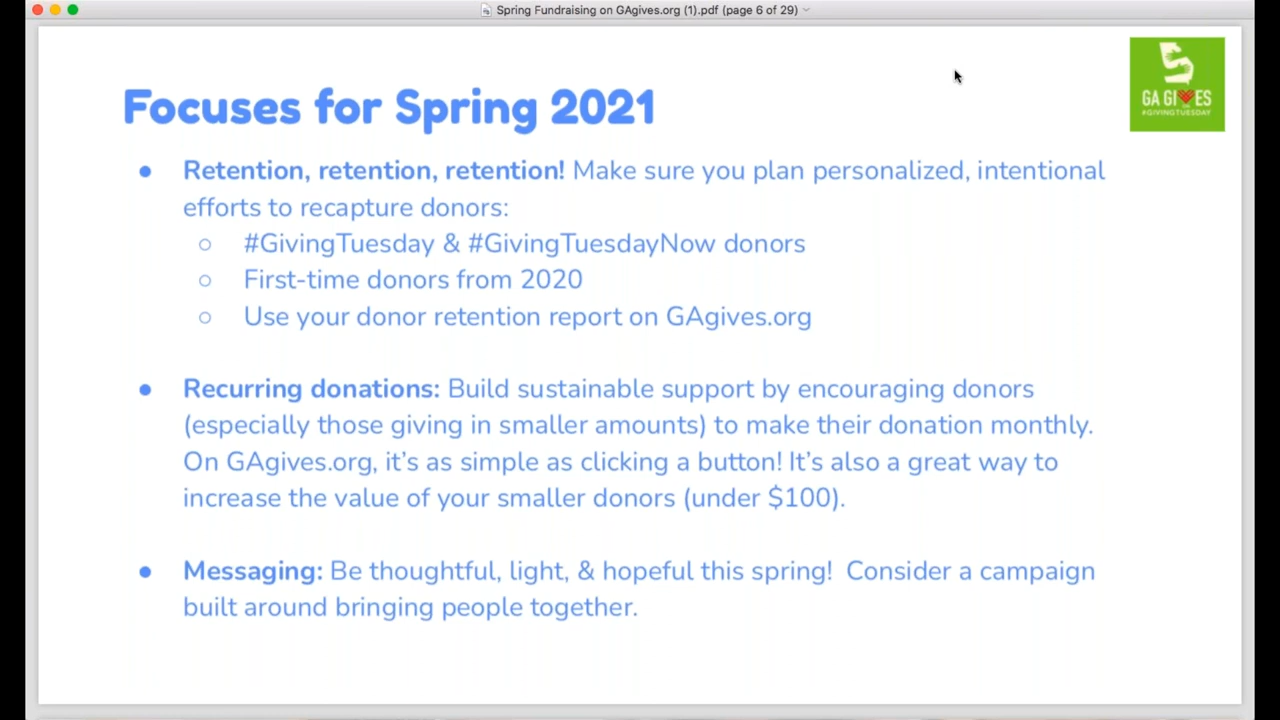 Spring Fundraising on GAgives.org (1).pdf (page 6 of 29)
GA GIVES
#GIVINGTUESDAY
Focuses for Spring 2021
● Retention, retention, retention! Make sure you plan personalized, intentional
efforts to recapture donors:
○ #GivingTuesday & #GivingTuesdayNow donors
○ First-time donors from 2020
○ Use your donor retention report on GAgives.org
● Recurring donations: Build sustainable support by encouraging donors
(especially those giving in smaller amounts) to make their donation monthly.
On GAgives.org, it’s as simple as clicking a button! It’s also a great way to
increase the value of your smaller donors (under $100).
● Messaging: Be thoughtful, light, & hopeful this spring!  Consider a campaign
built around bringing people together.